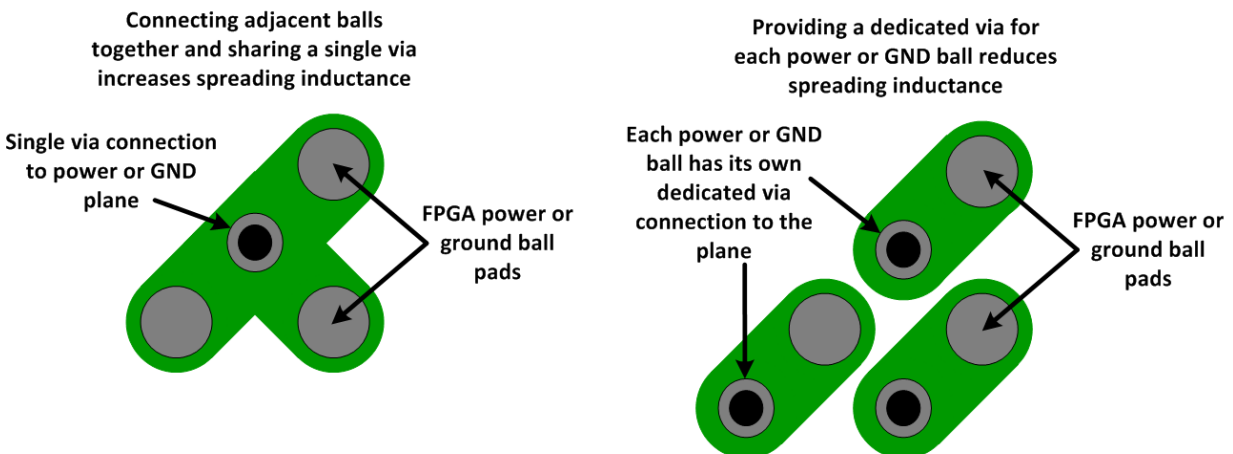 Connecting adjacent balls
together and sharing a single via
increases spreading inductance
Single via connection
to power or GND
plane
FPGA power or
ground ball
pads
Providing a dedicated via for
each power or GND ball reduces
spreading inductance
Each power or GND
ball has its own
dedicated via
connection to the
plane
FPGA power or
ground ball
pads